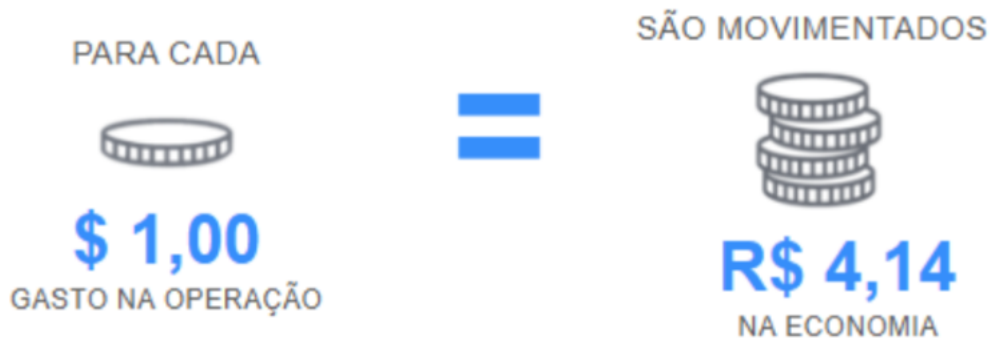 PARA CADA
$ 1,00
GASTO NA OPERAÇÃO
SÃO MOVIMENTADOS
R$ 4,14
NA ECONOMIA